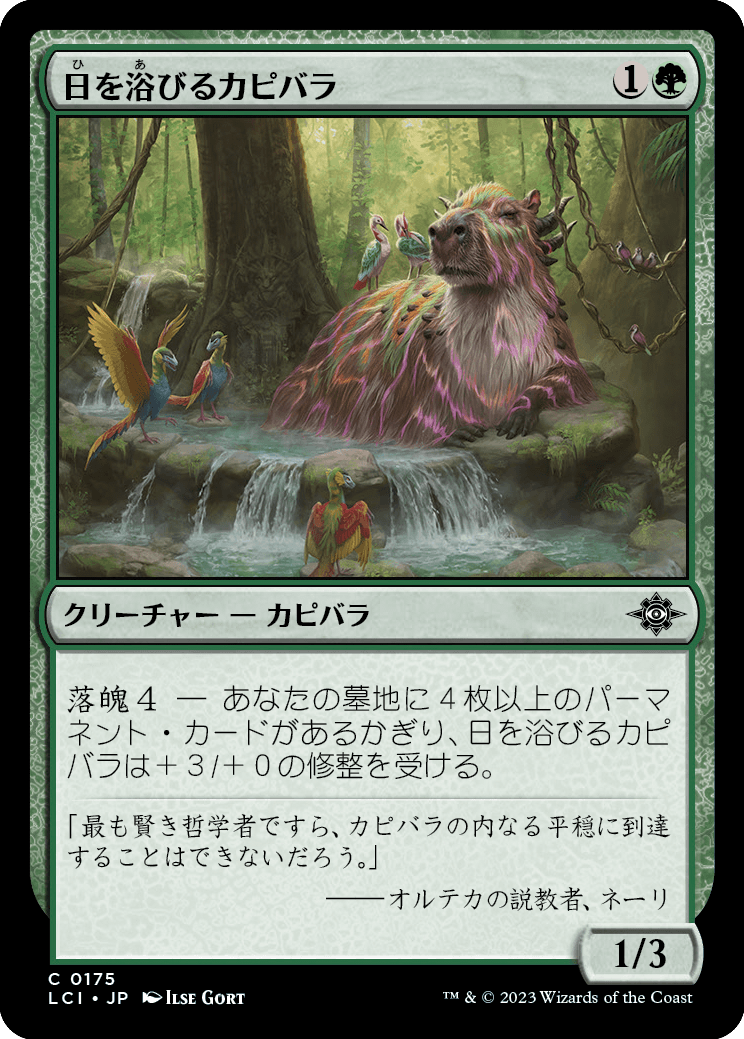 日を浴びるカピバラ 1
ひ あ
クリーチャー — カピバラ
落魄4 — あなたの墓地に4枚以上のパーマ
ネント・カードがあるかぎり、日を浴びるカピ
バラは+3/+0の修整を受ける。
「最も賢き哲学者ですら、カピバラの内なる平穏に到達
することはできないだろう。」
――オルテカの説教者、ネーリ
1/3
C 0175
LCI • JP Ilse Gort
™ & © 2023 Wizards of the Coast